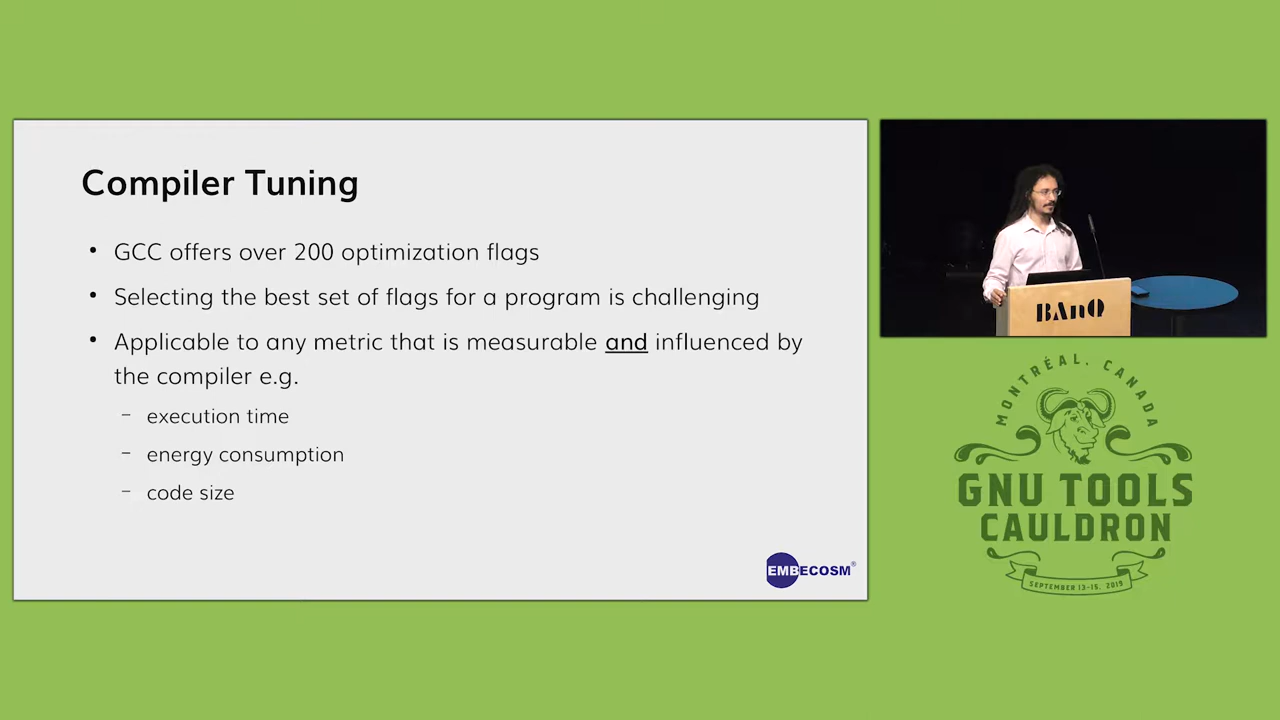 Compiler Tuning
• GCC offers over 200 optimization flags
• Selecting the best set of flags for a program is challenging
• Applicable to any metric that is measurable and influenced by
the compiler e.g.
– execution time
– energy consumption
– code size
EMBECOSM®
BAnQ
MONTRÉAL, CANADA
GNU TOOLS
CAULDRON
SEPTEMBER 13-15, 2019